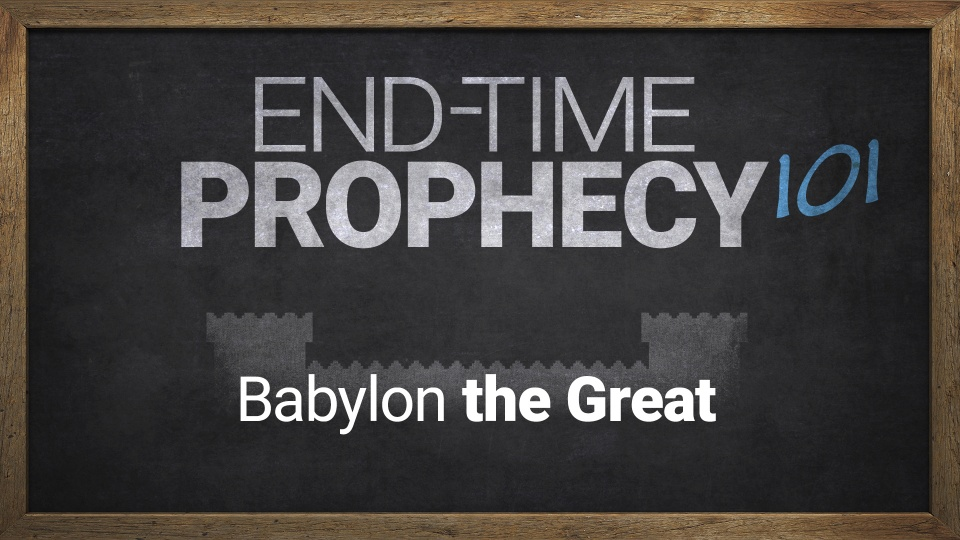 END-TIME
PROPHECY 101
Babylon the Great